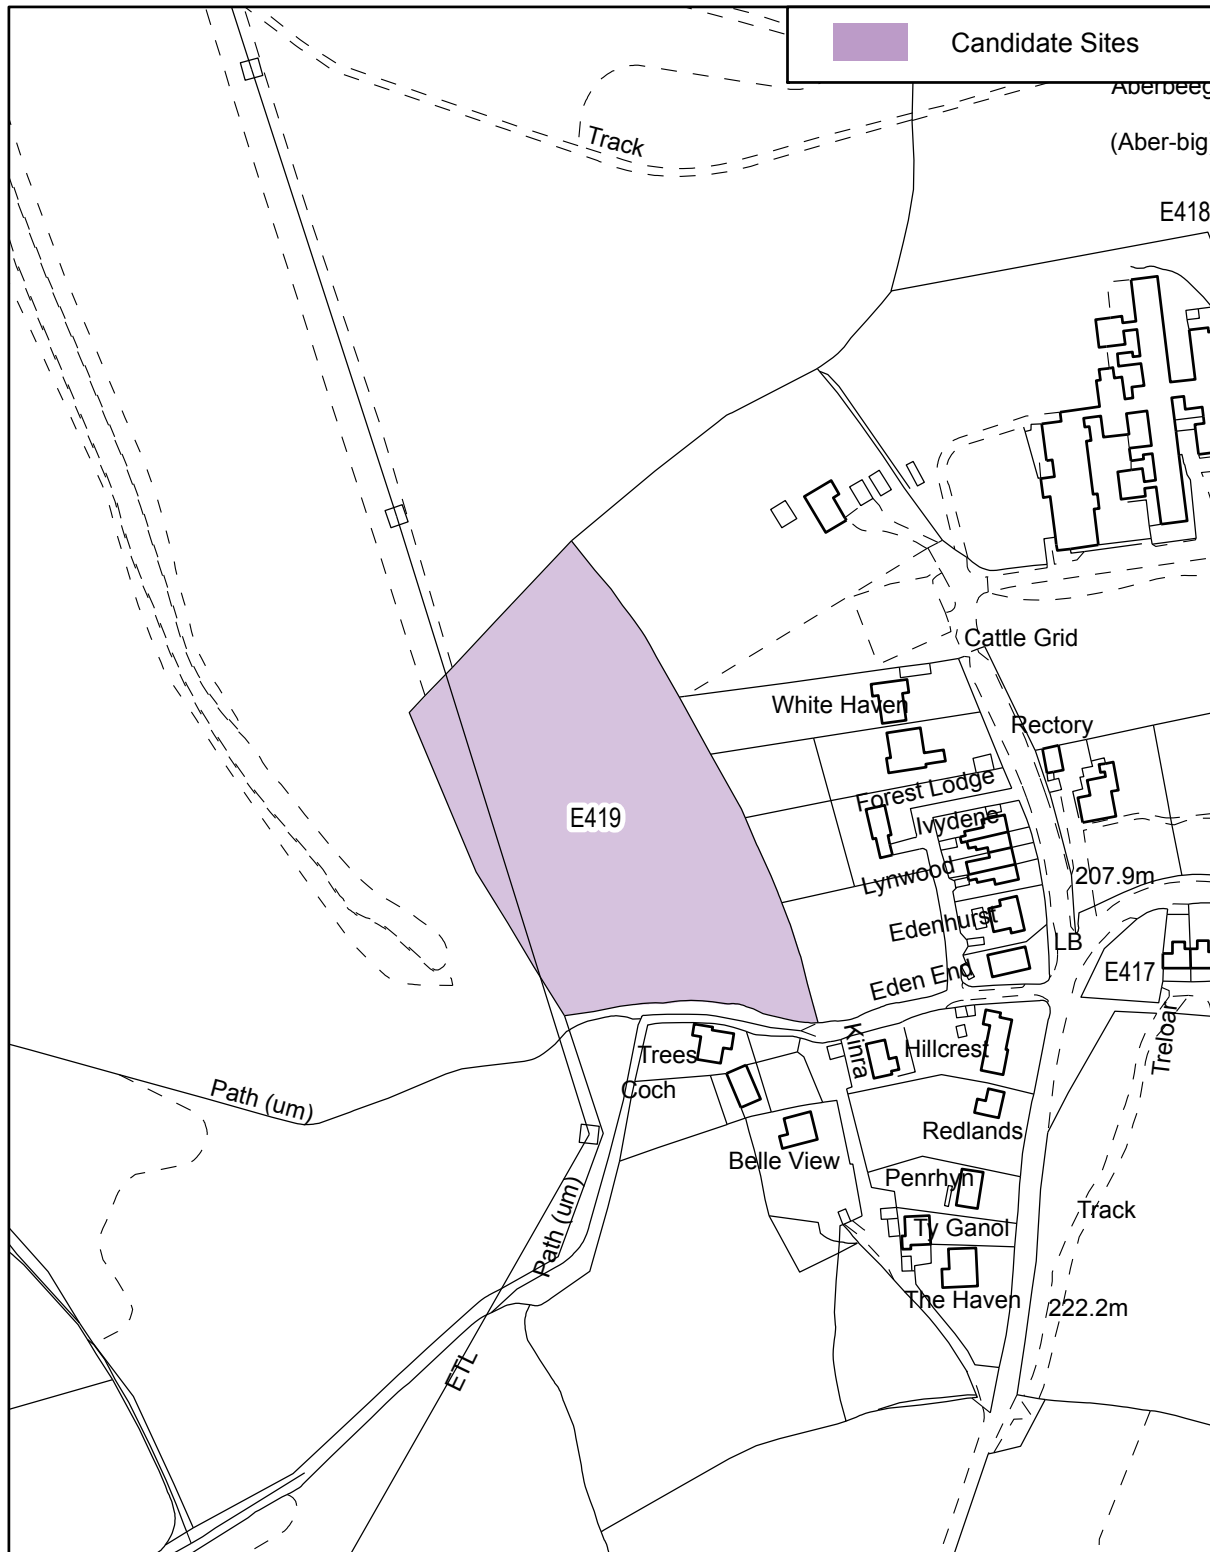 Candidate Sites
Aberbeeg
(Aber-big
Track
E418
Cattle Grid
White Haven
Rectory
Forest Lodge
Ivydene
E419
Lynwood
207.9m
Edenhurst
LB
Eden End
E417
Kinra
Hillcrest
Treloar
Trees
Coch
Path (um)
Redlands
Belle View
Penrhyn
Path (um)
Track
Ty Ganol
The Haven
222.2m
ETL